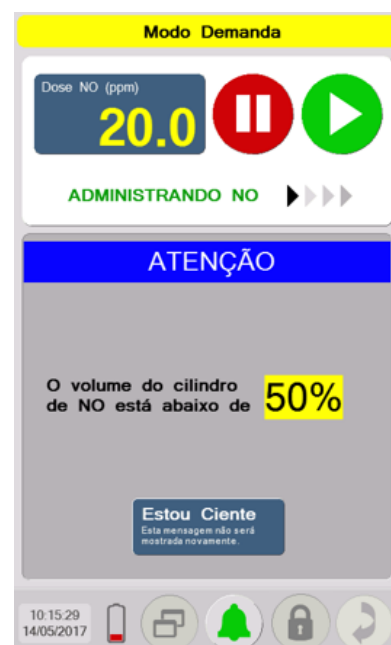 Modo Demanda
Dose NO (ppm)
20.0
ADMINISTRANDO NO
ATENÇÃO
O volume do cilindro
de NO está abaixo de 50%
Estou Ciente
Esta mensagem não será
mostrada novamente.
10:15:29
14/05/2017